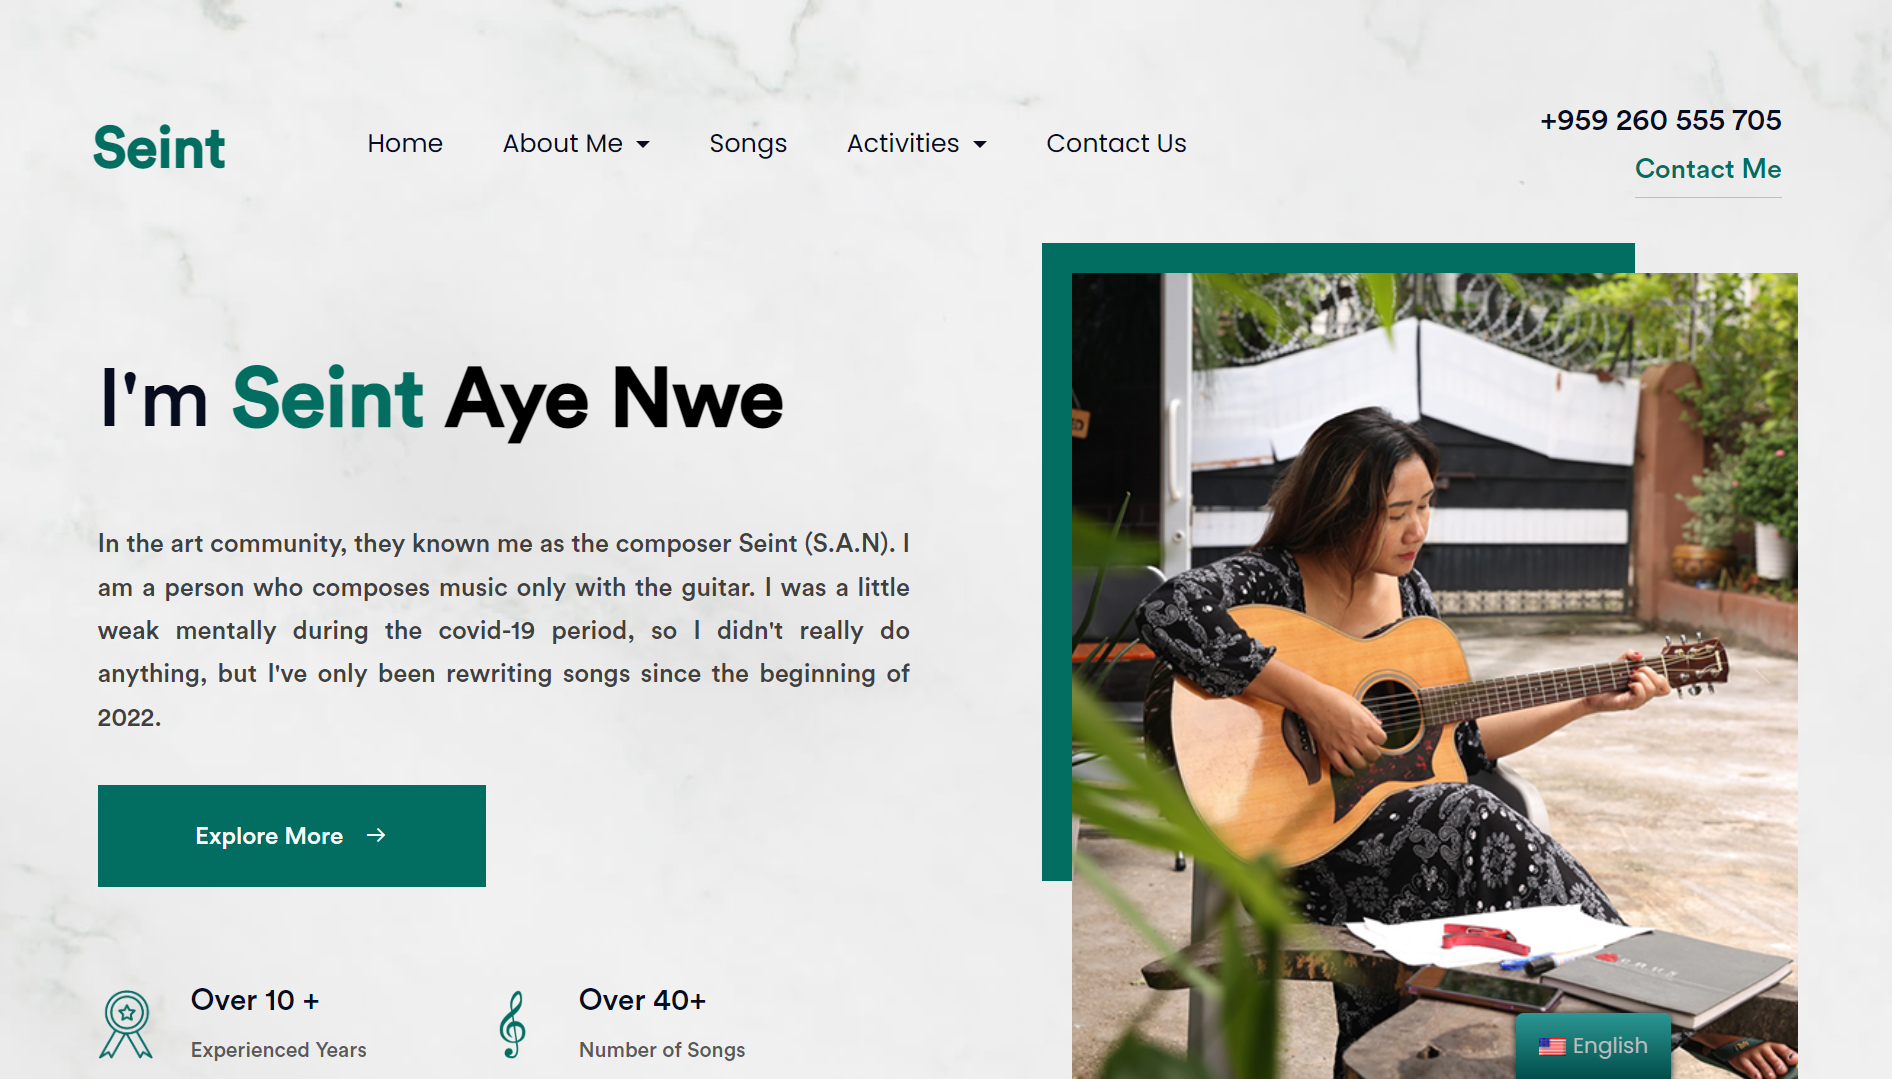 Seint
Home
About Me
Songs
Activities
Contact Us
+959 260 555 705
Contact Me
I'm Seint Aye Nwe
In the art community, they known me as the composer Seint (S.A.N). I
am a person who composes music only with the guitar. I was a little
weak mentally during the covid-19 period, so I didn't really do
anything, but I've only been rewriting songs since the beginning of
2022.
Explore More
Over 10 +
Experienced Years
Over 40+
Number of Songs
English